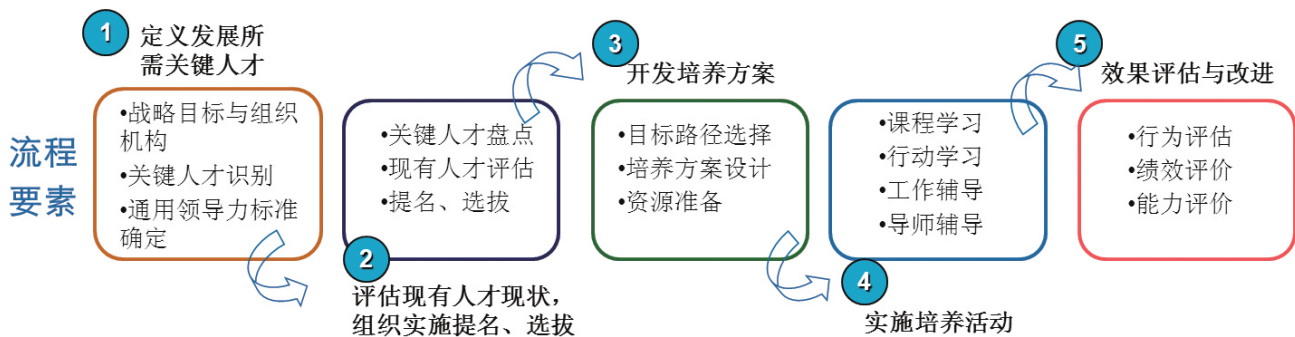 流程
要素
1
定义发展所
需关键人才
•战略目标与组织
机构
•关键人才识别
•通用领导力标准
确定
•关键人才盘点
•现有人才评估
•提名、选拔
2
评估现有人才现状，
组织实施提名、选拔
3
开发培养方案
•目标路径选择
•培养方案设计
•资源准备
•课程学习
•行动学习
•工作辅导
•导师辅导
4
实施培养活动
5
效果评估与改进
•行为评估
•绩效评价
•能力评价